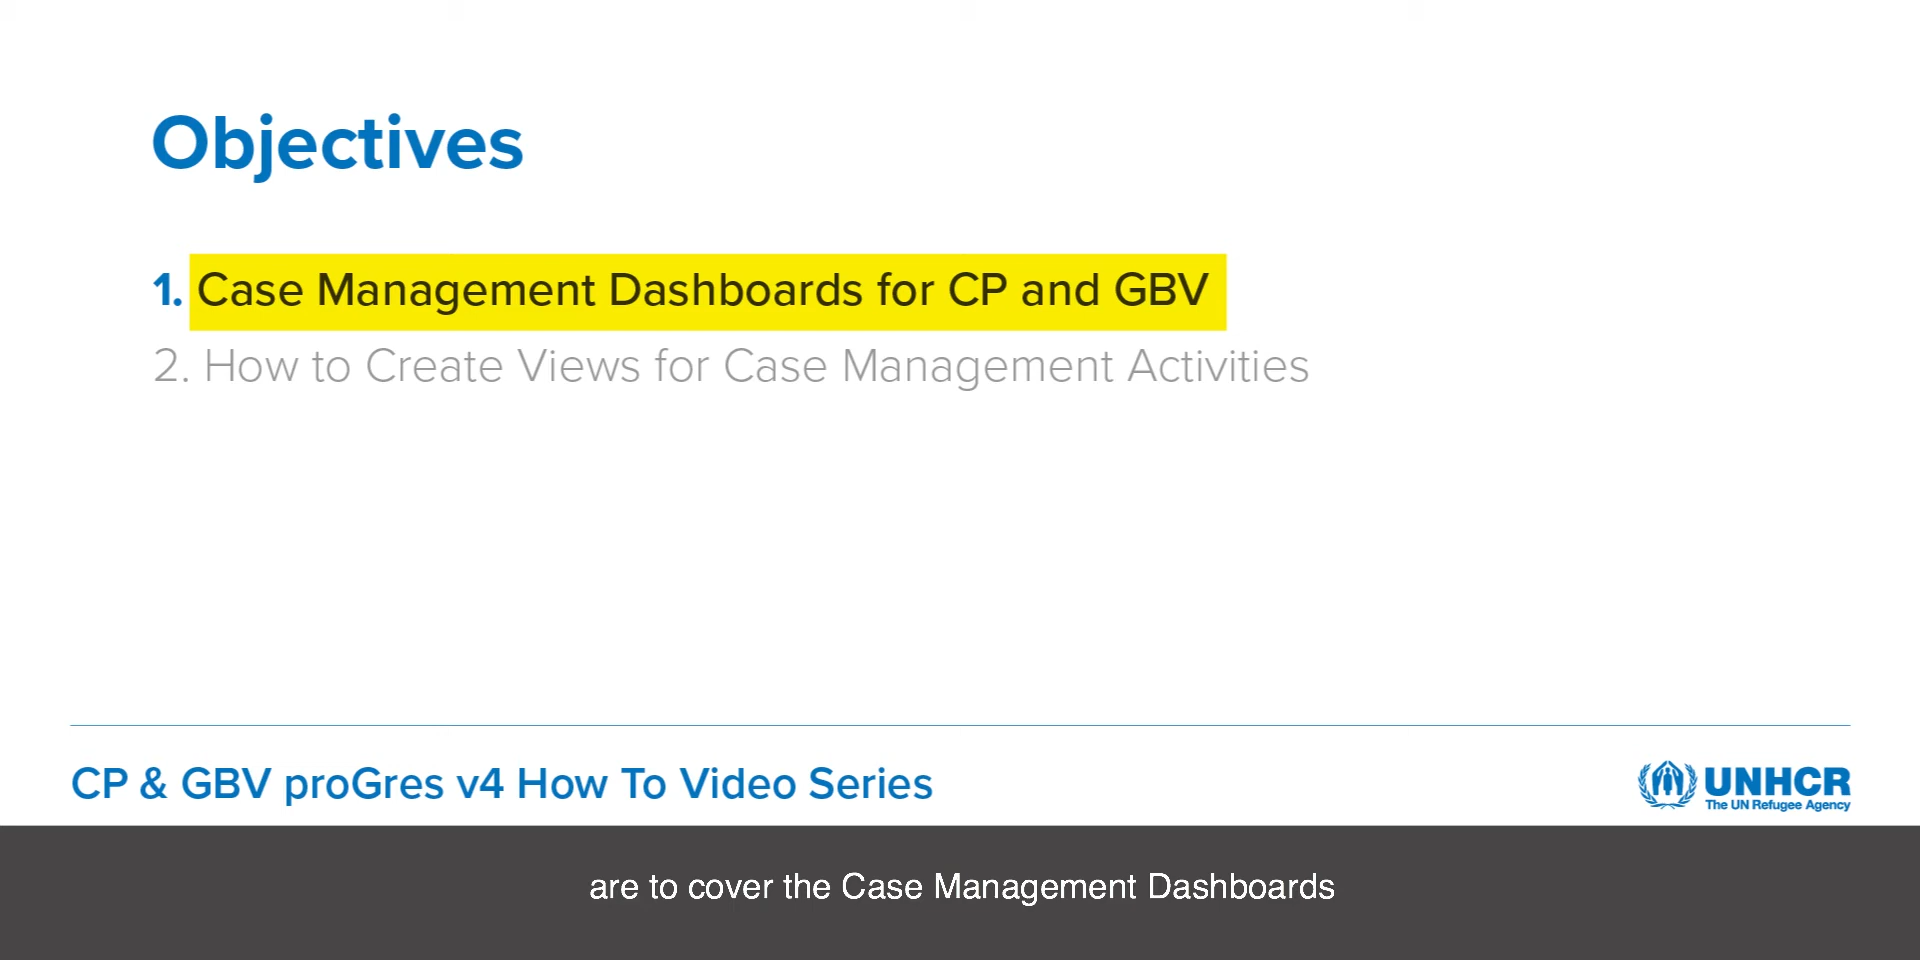 Objectives
1. Case Management Dashboards for CP and GBV
2. How to Create Views for Case Management Activities
CP & GBV proGres v4 How To Video Series
UNHCR
The UN Refugee Agency
are to cover the Case Management Dashboards